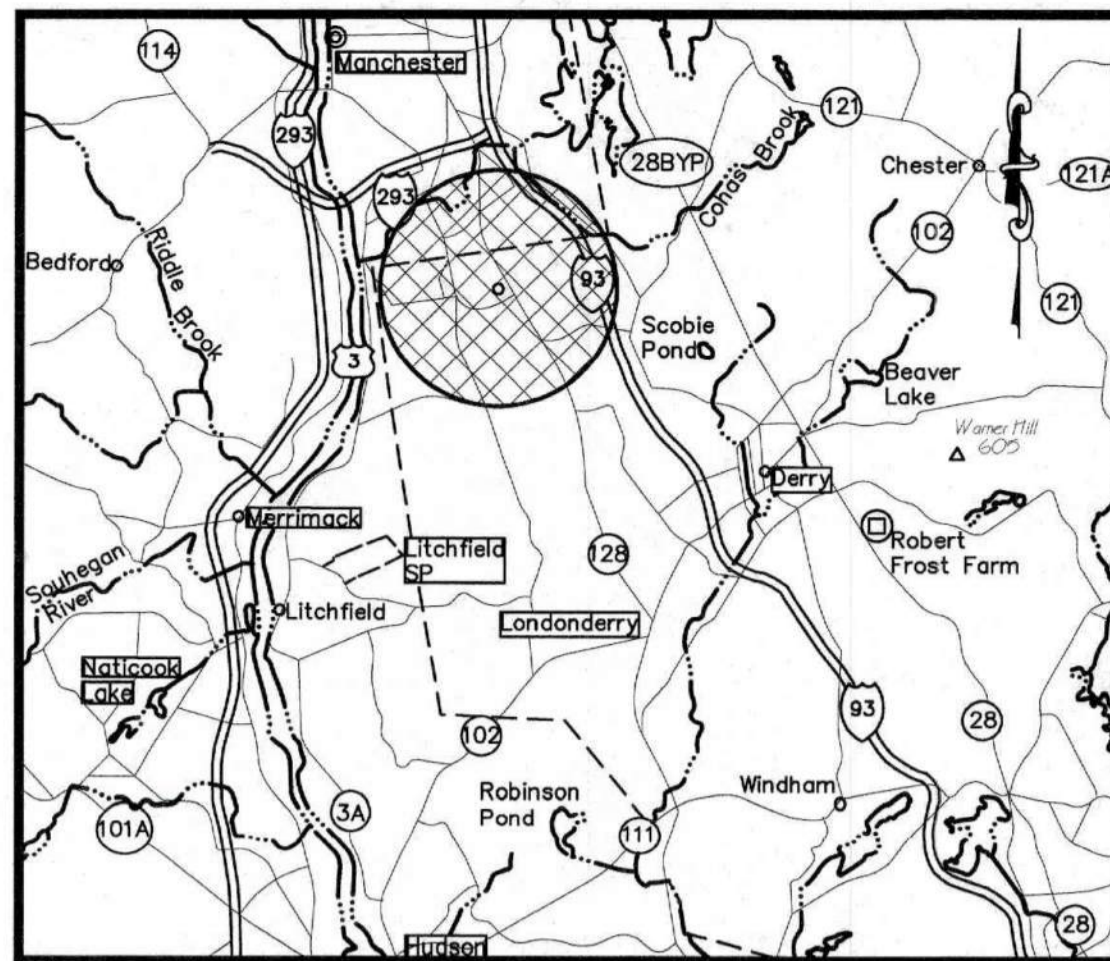 114
Manchester
293
121
28BYP
Cohas Brook
Chester
121A
293
102
Bedford
Riddle Brook
93
121
Scobie
Pond
3
Beaver
Lake
Warner Hill
605
Derry
Merrimack
Robert
Frost Farm
Litchfield
SP
128
Souhegan
River
Litchfield
Londonderry
Naticook
Lake
93
28
102
Windham
Robinson
Pond
3A
101A
111
28
Hudson